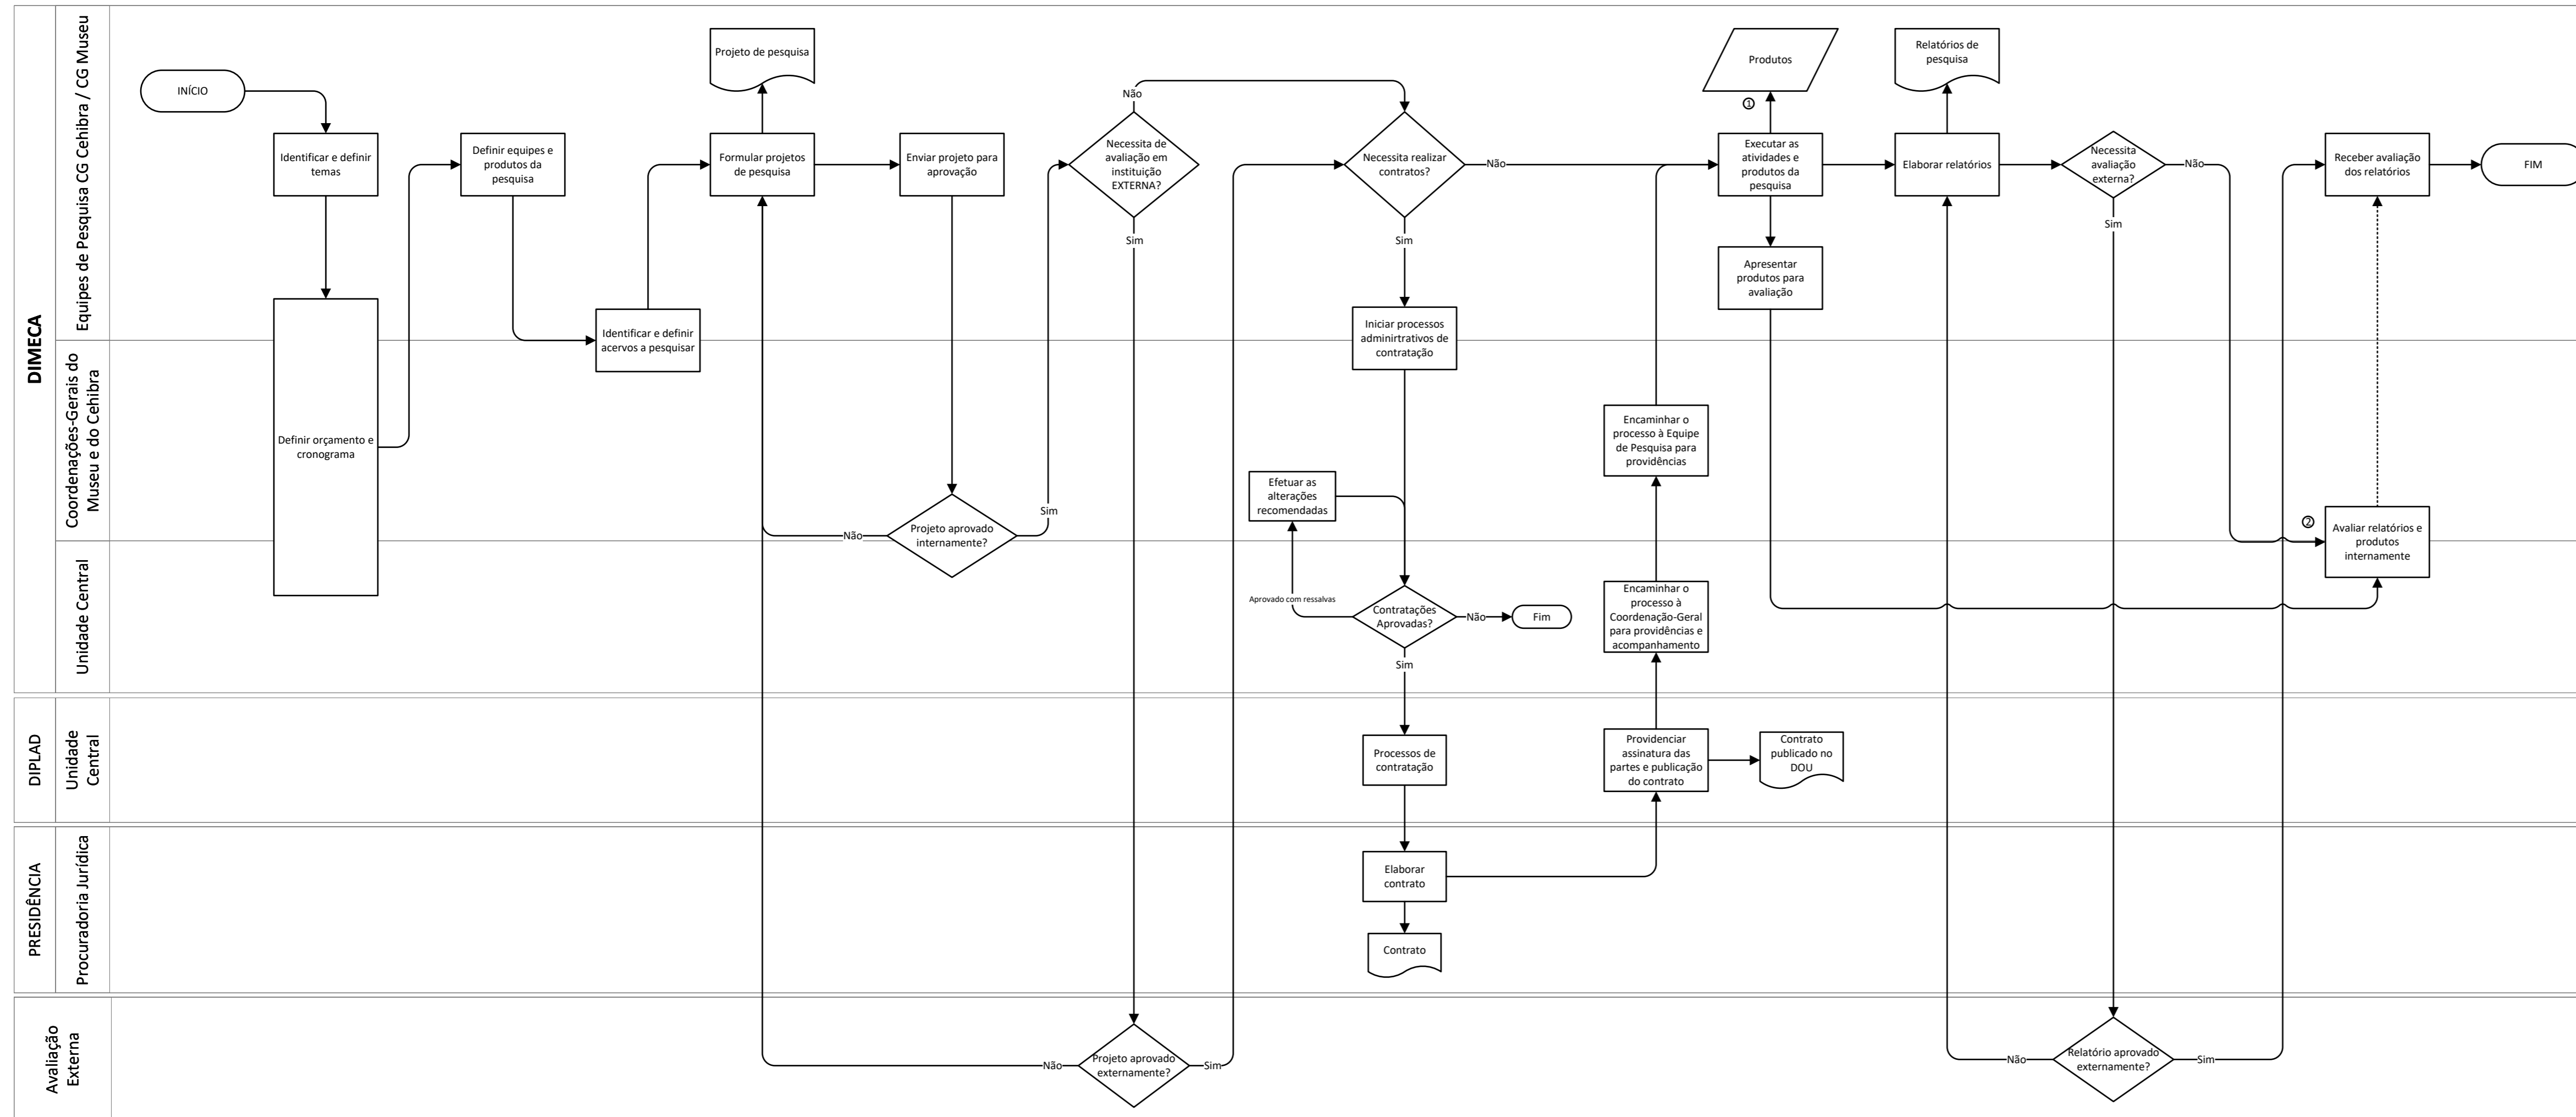 DIMECA
Equipes de Pesquisa CG Cehibra / CG Museu
Coordenações-Gerais do
Museu e do Cehibra
Unidade Central
DIPLAD
Unidade
Central
PRESIDÊNCIA
Procuradoria Jurídica
Avaliação
Externa
INÍCIO
Identificar e definir
temas
Definir orçamento e
cronograma
Definir equipes e
produtos da
pesquisa
Identificar e definir
acervos a pesquisar
Projeto de pesquisa
Formular projetos
de pesquisa
Enviar projeto para
aprovação
Projeto aprovado
internamente?
Não
Sim
Necessita de
avaliação em
instituição
EXTERNA?
Não
Sim
Projeto aprovado
externamente?
Não
Sim
Necessita realizar
contratos?
Não
Sim
Iniciar processos
adminirtrativos de
contratação
Efetuar as
alterações
recomendadas
Aprovado com ressalvas
Contratações
Aprovadas?
Não
Fim
Sim
Processos de
contratação
Elaborar
contrato
Contrato
Providenciar
assinatura das
partes e publicação
do contrato
Contrato
publicado no
DOU
Encaminhar o
processo à
Coordenação-Geral
para providências e
acompanhamento
Encaminhar o
processo à Equipe
de Pesquisa para
providências
Produtos
1
Executar as
atividades e
produtos da
pesquisa
Apresentar
produtos para
avaliação
Relatórios de
pesquisa
Elaborar relatórios
Necessita
avaliação
externa?
Não
Sim
Relatório aprovado
externamente?
Não
Sim
2
Avaliar relatórios e
produtos
internamente
Receber avaliação
dos relatórios
FIM